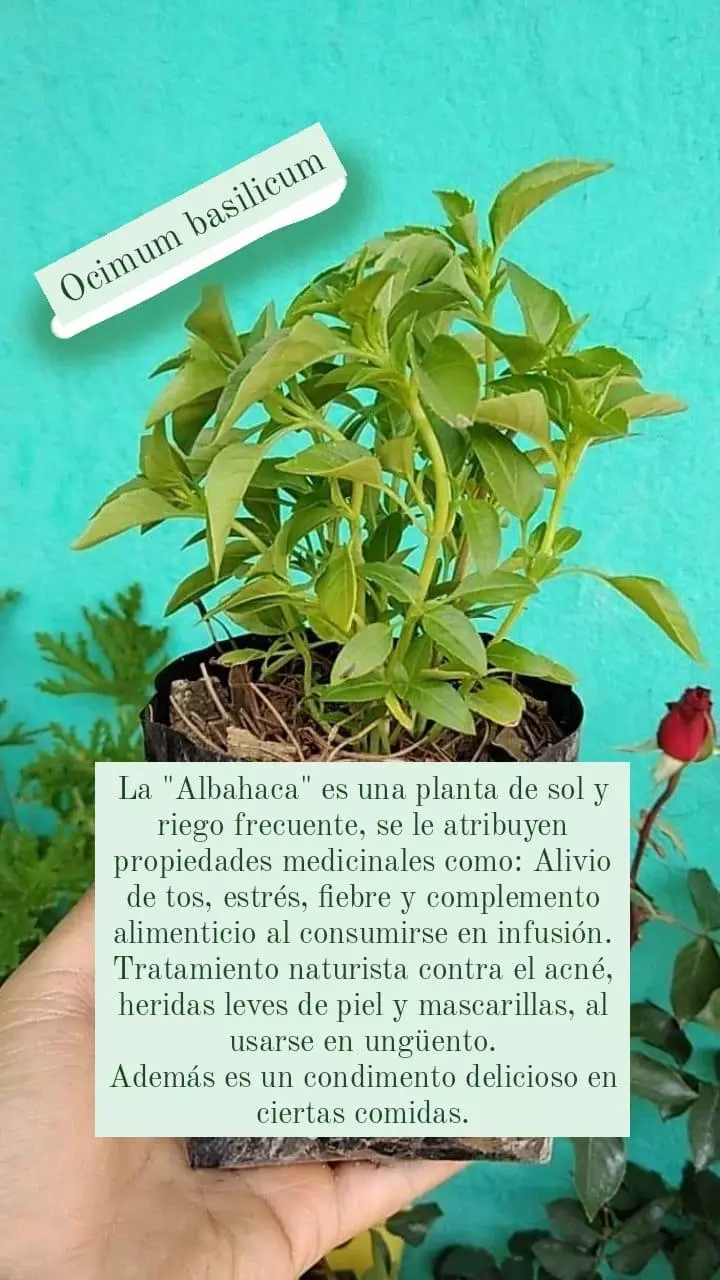 Ocimum basilicum
La "Albahaca" es una planta de sol y
riego frecuente, se le atribuyen
propiedades medicinales como: Alivio
de tos, estrés, fiebre y complemento
alimenticio al consumirse en infusión.
Tratamiento naturista contra el acné,
heridas leves de piel y mascarillas, al
usarse en ungüento.
Además es un condimento delicioso en
ciertas comidas.